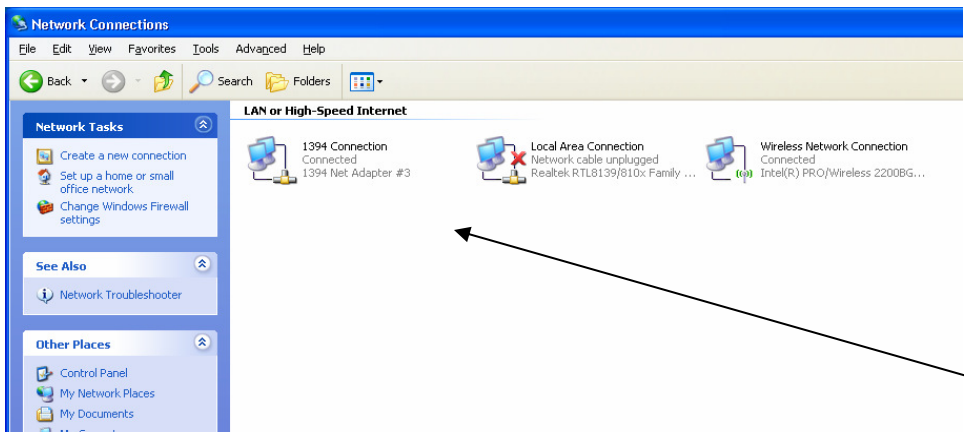 Network Connections
File Edit View Favorites Tools Advanced Help
Back Search Folders
Network Tasks
Create a new connection
Set up a home or small
office network
Change Windows Firewall
settings
See Also
Network Troubleshooter
Other Places
Control Panel
My Network Places
My Documents
LAN or High-Speed Internet
1394 Connection
Connected
1394 Net Adapter #3
Local Area Connection
Network cable unplugged
Realtek RTL8139/810x Family ...
Wireless Network Connection
Connected
Intel(R) PRO/Wireless 2200BG...